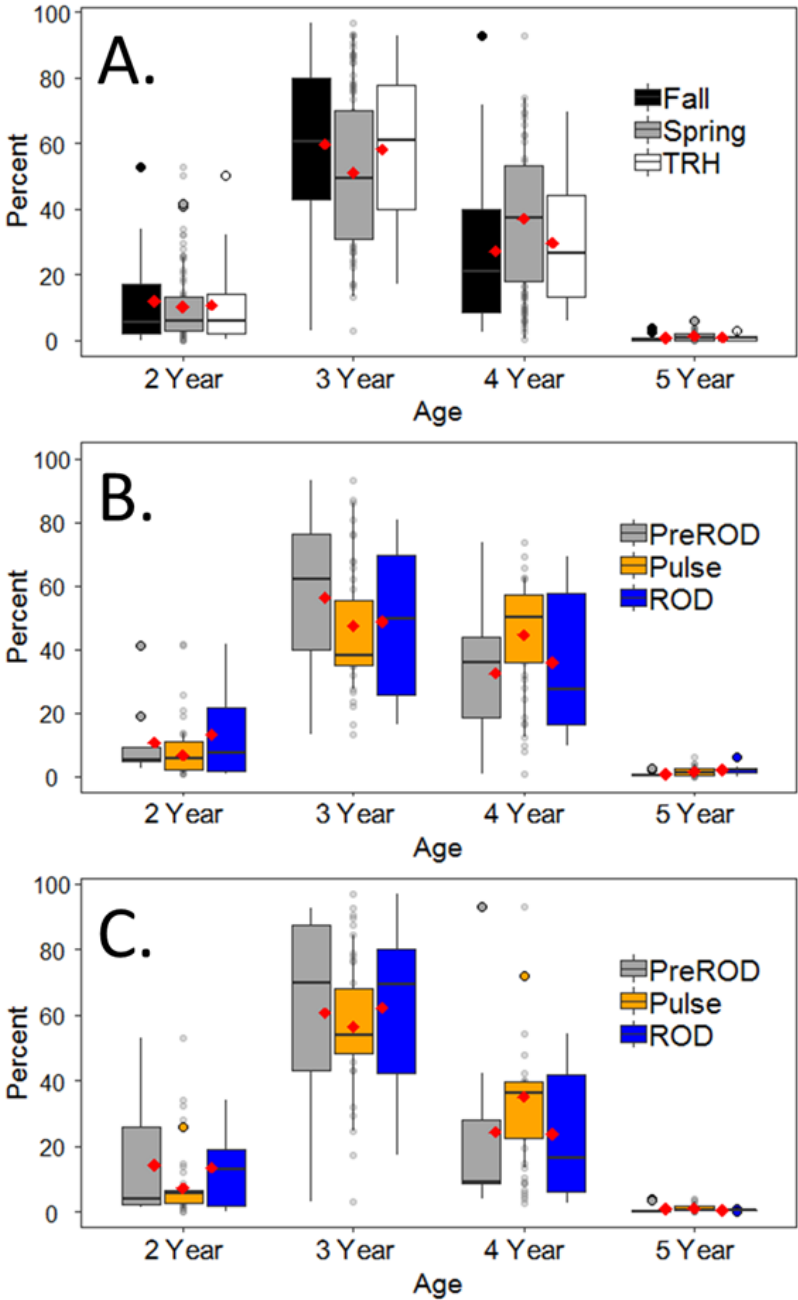 100
A.
80
Percent
60
40
20
0
Fall
Spring
TRH
2 Year 3 Year 4 Year 5 Year
Age
100
B.
80
Percent
60
40
20
0
PreROD
Pulse
ROD
2 Year 3 Year 4 Year 5 Year
Age
100
C.
80
Percent
60
40
20
0
PreROD
Pulse
ROD
2 Year 3 Year 4 Year 5 Year
Age